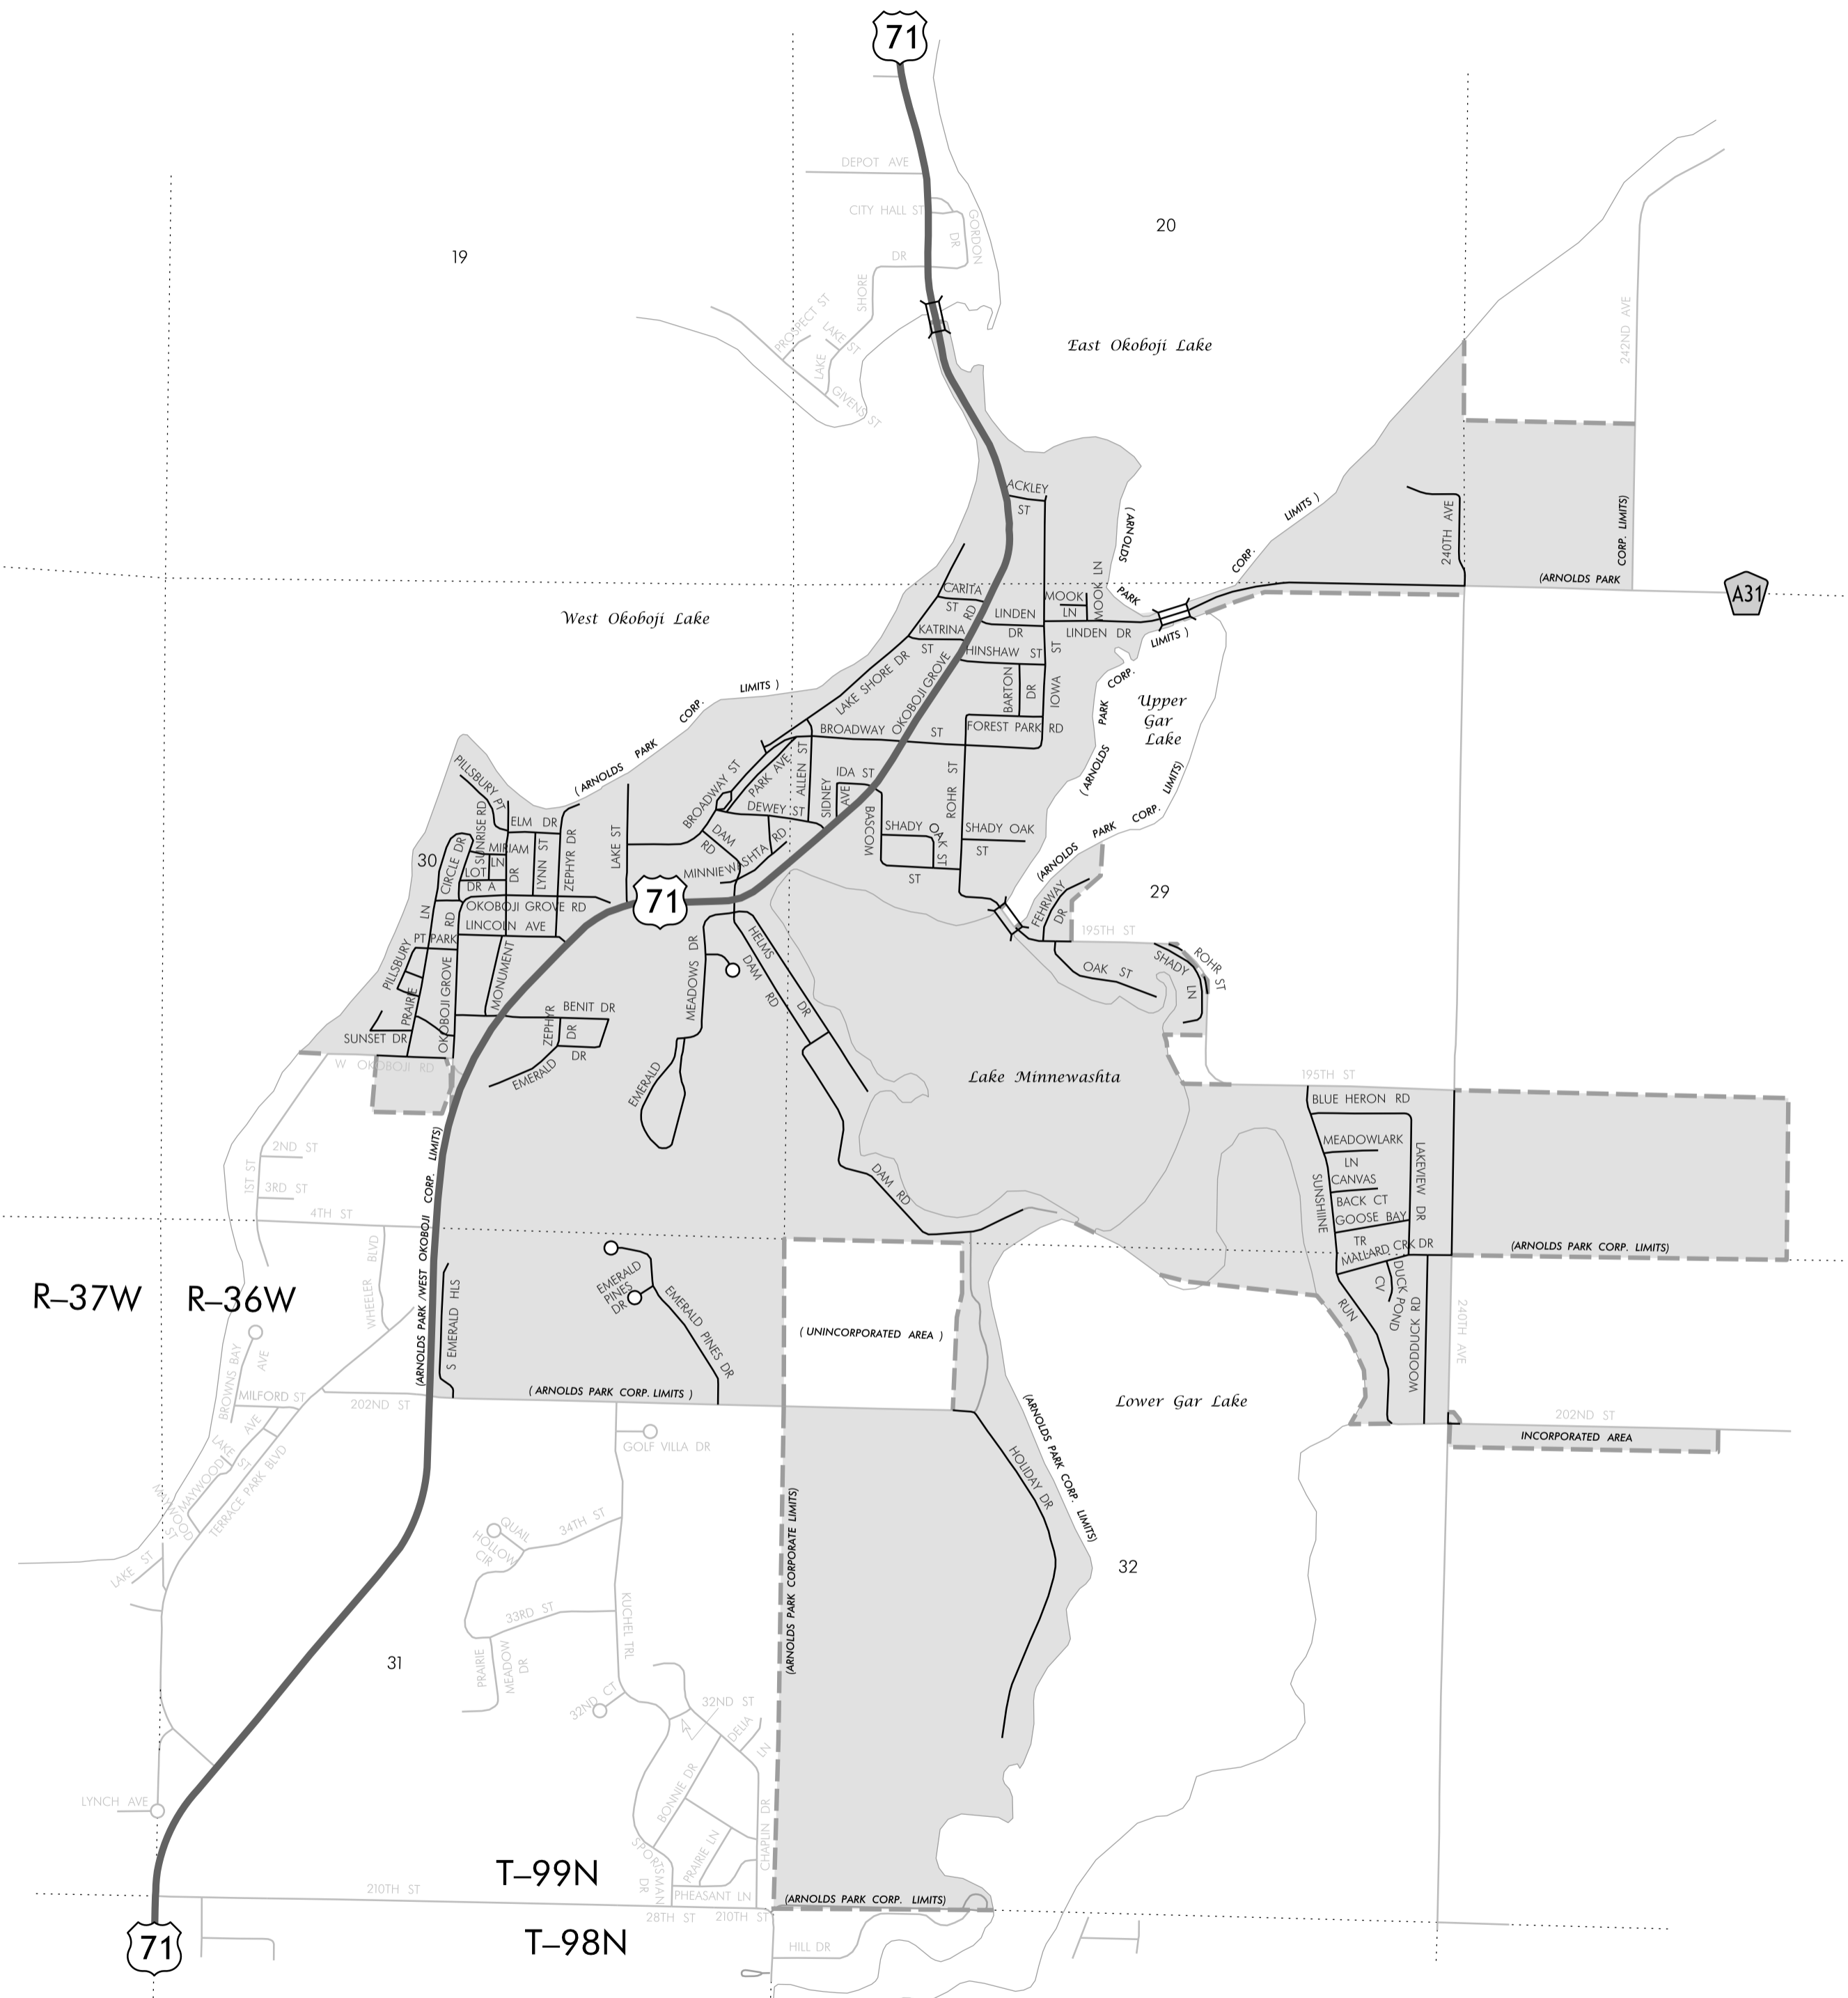 71
DEPOT AVE
CITY HALL ST
GORDON
DR
DR
SHORE
PROSPECT ST
LAKE ST
LAKE
GIVENS ST
19
20
242ND AVE
East Okoboji Lake
ACKLEY
ST
( ARNOLDS
PARK
CORP.
LIMITS )
240TH AVE
CORP. LIMITS)
(ARNOLDS PARK
A31
West Okoboji Lake
CARITA
ST
RD
MOOK
LN
MOOK LN
LINDEN
DR
LINDEN DR
LIMITS )
KATRINA
ST
HINSHAW ST
ST
LAKE SHORE DR
OKOBOJI GROVE
BARTON
DR
IOWA
CORP.
PARK
(ARNOLDS
Upper
Gar
Lake
( ARNOLDS PARK CORP. LIMITS )
BROADWAY
ST
FOREST PARK RD
PILLSBURY PT
BROADWAY ST
PARK AVE
ALLEN ST
SIDNEY
AVE
IDA ST
BASCOM
ROHR ST
DEWEY ST
SHADY
OAK ST
ST
SHADY OAK
ST
(ARNOLDS PARK CORP. LIMITS)
SUNRISE RD
ELM DR
MIRIAM
LN
DR
LYNN ST
ZEPHYR DR
LAKE ST
DAM
RD
MINNIEWASHTA RD
30
CIRCLE DR
LOT
DR A
71
29
OKOBOJI GROVE RD
LINCOLN AVE
LN
RD
PT PARK
PILLSBURY
PRAIRIE
OKOBOJI GROVE
MONUMENT
SUNSET DR
W OKOBOJI RD
ZEPHYR
DR
BENIT DR
DR
EMERALD
EMERALD
MEADOWS DR
HELMS
DR
DAM RD
FEHRWAY
DR
195TH ST
OAK ST
SHADY
LN
ROHR ST
Lake Minnewashta
195TH ST
BLUE HERON RD
MEADOWLARK
LN
CANVAS
BACK CT
GOOSE BAY
TR
MALLARD CRK DR
LAKEVIEW DR
SUNSHIINE
RUN
DUCK POND
CV
WOODDUCK RD
240TH AVE
(ARNOLDS PARK CORP. LIMITS)
DAM RD
2ND ST
1ST ST
3RD ST
4TH ST
WHEELER BLVD
(ARNOLDS PARK /WEST OKOBOJI CORP. LIMITS)
R–37W
R–36W
S EMERALD HLS
EMERALD
PINES
DR
EMERALD PINES DR
( UNINCORPORATED AREA )
( ARNOLDS PARK CORP. LIMITS )
BROWNS BAY
AVE
MILFORD ST
202ND ST
LAKE ST
MAYWOOD AVE
MAYWOOD ST
TERRACE PARK BLVD
LAKE ST
GOLF VILLA DR
(ARNOLDS PARK CORP. LIMITS)
Lower Gar Lake
202ND ST
INCORPORATED AREA
HOLIDAY DR
(ARNOLDS PARK CORPORATE LIMITS)
QUAIL
HOLLOW
CIR
34TH ST
33RD ST
KUCHEL TRL
PRAIRIE
MEADOW
DR
31
32
32ND CT
32ND ST
DELIA
LN
BONNIE DR
LYNCH AVE
SPORTSMAN
DR
PRAIRIE LN
CHAPLIN DR
T–99N
PHEASANT LN
210TH ST
28TH ST
210TH ST
(ARNOLDS PARK CORP. LIMITS)
T–98N
HILL DR
71